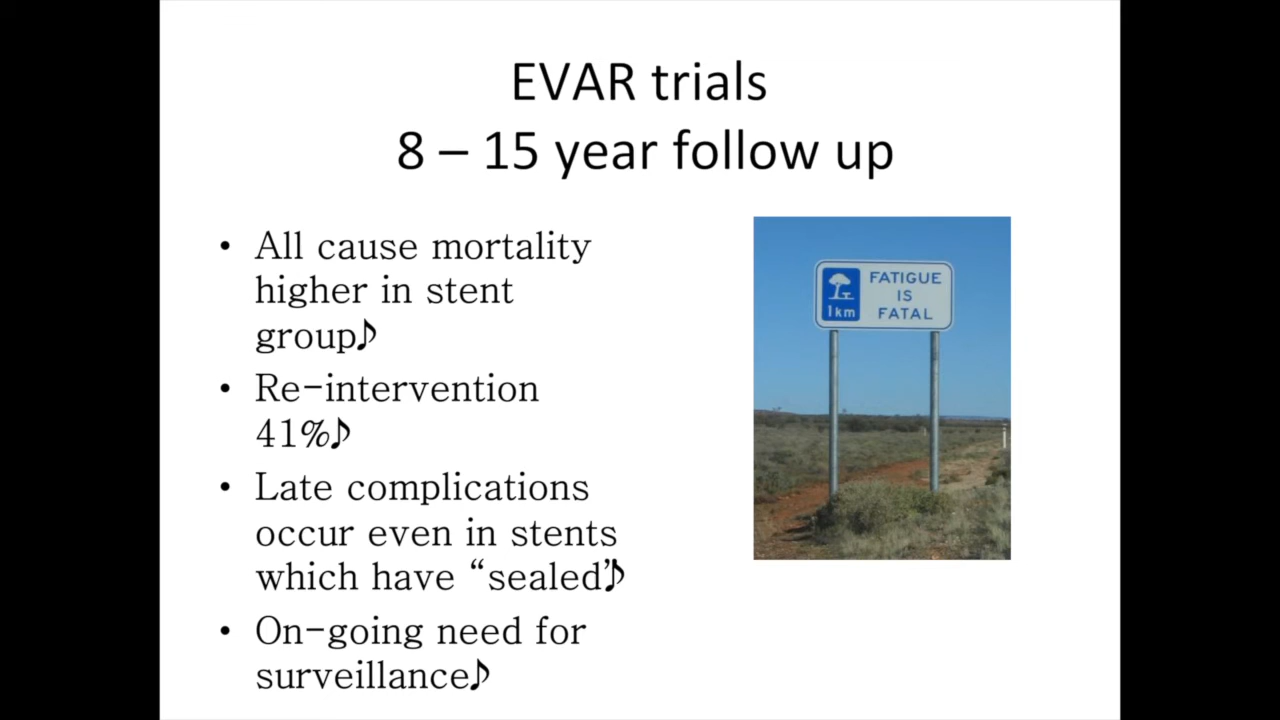 EVAR trials
8 – 15 year follow up
• All cause mortality
higher in stent
group♪
• Re-intervention
41%♪
• Late complications
occur even in stents
which have “sealed’♪
• On-going need for
surveillance♪
FATIGUE
IS
FATAL
1km